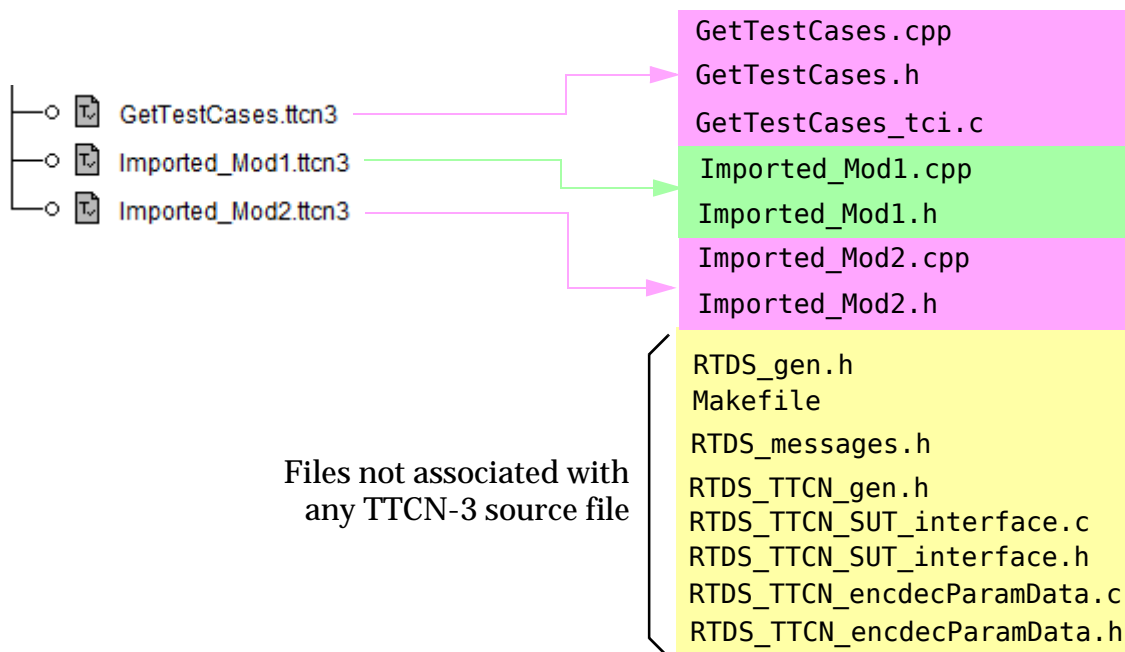 GetTestCases.ttcn3
Imported_Mod1.ttcn3
Imported_Mod2.ttcn3
GetTestCases.cpp
GetTestCases.h
GetTestCases_tci.c
Imported_Mod1.cpp
Imported_Mod1.h
Imported_Mod2.cpp
Imported_Mod2.h
Files not associated with
any TTCN-3 source file
RTDS_gen.h
Makefile
RTDS_messages.h
RTDS_TTCN_gen.h
RTDS_TTCN_SUT_interface.c
RTDS_TTCN_SUT_interface.h
RTDS_TTCN_encdecParamData.c
RTDS_TTCN_encdecParamData.h